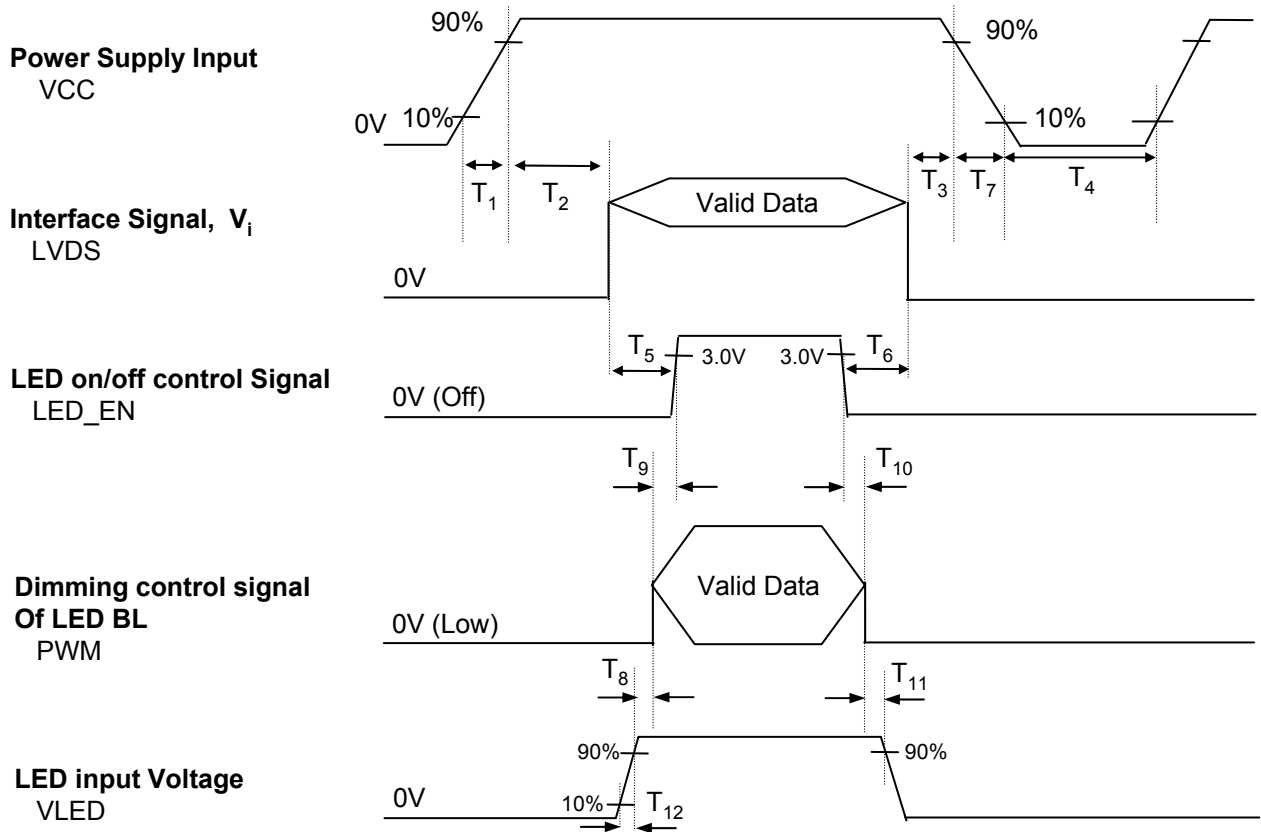 90%
90%
Power Supply Input
VCC
0V
10%
10%
T1
T2
T3
T7
T4
Interface Signal, Vi
LVDS
Valid Data
0V
LED on/off control Signal
LED_EN
T5
3.0V
3.0V
T6
0V (Off)
T9
T10
Dimming control signal
Of LED BL
PWM
Valid Data
0V (Low)
T8
T11
LED input Voltage
VLED
90%
90%
0V
10%
T12